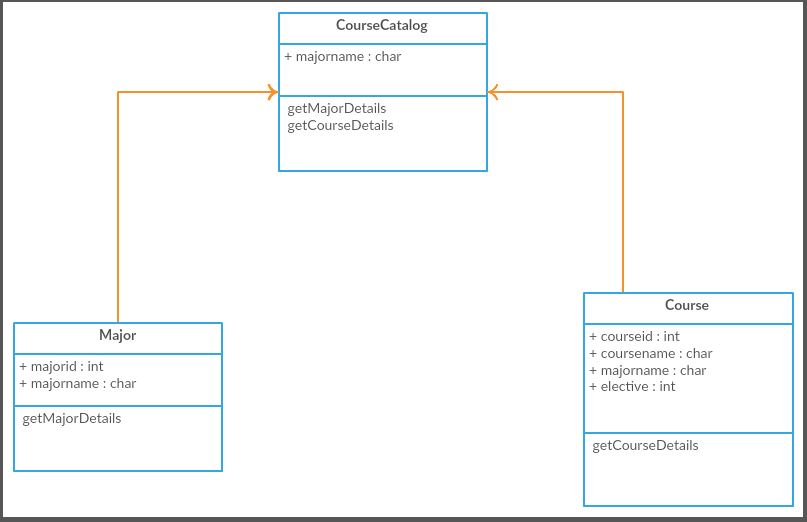 CourseCatalog
+ majorname : char
getMajorDetails
getCourseDetails
Major
+ majorid : int
+ majorname : char
getMajorDetails
Course
+ courseid : int
+ coursename : char
+ majorname : char
+ elective : int
getCourseDetails